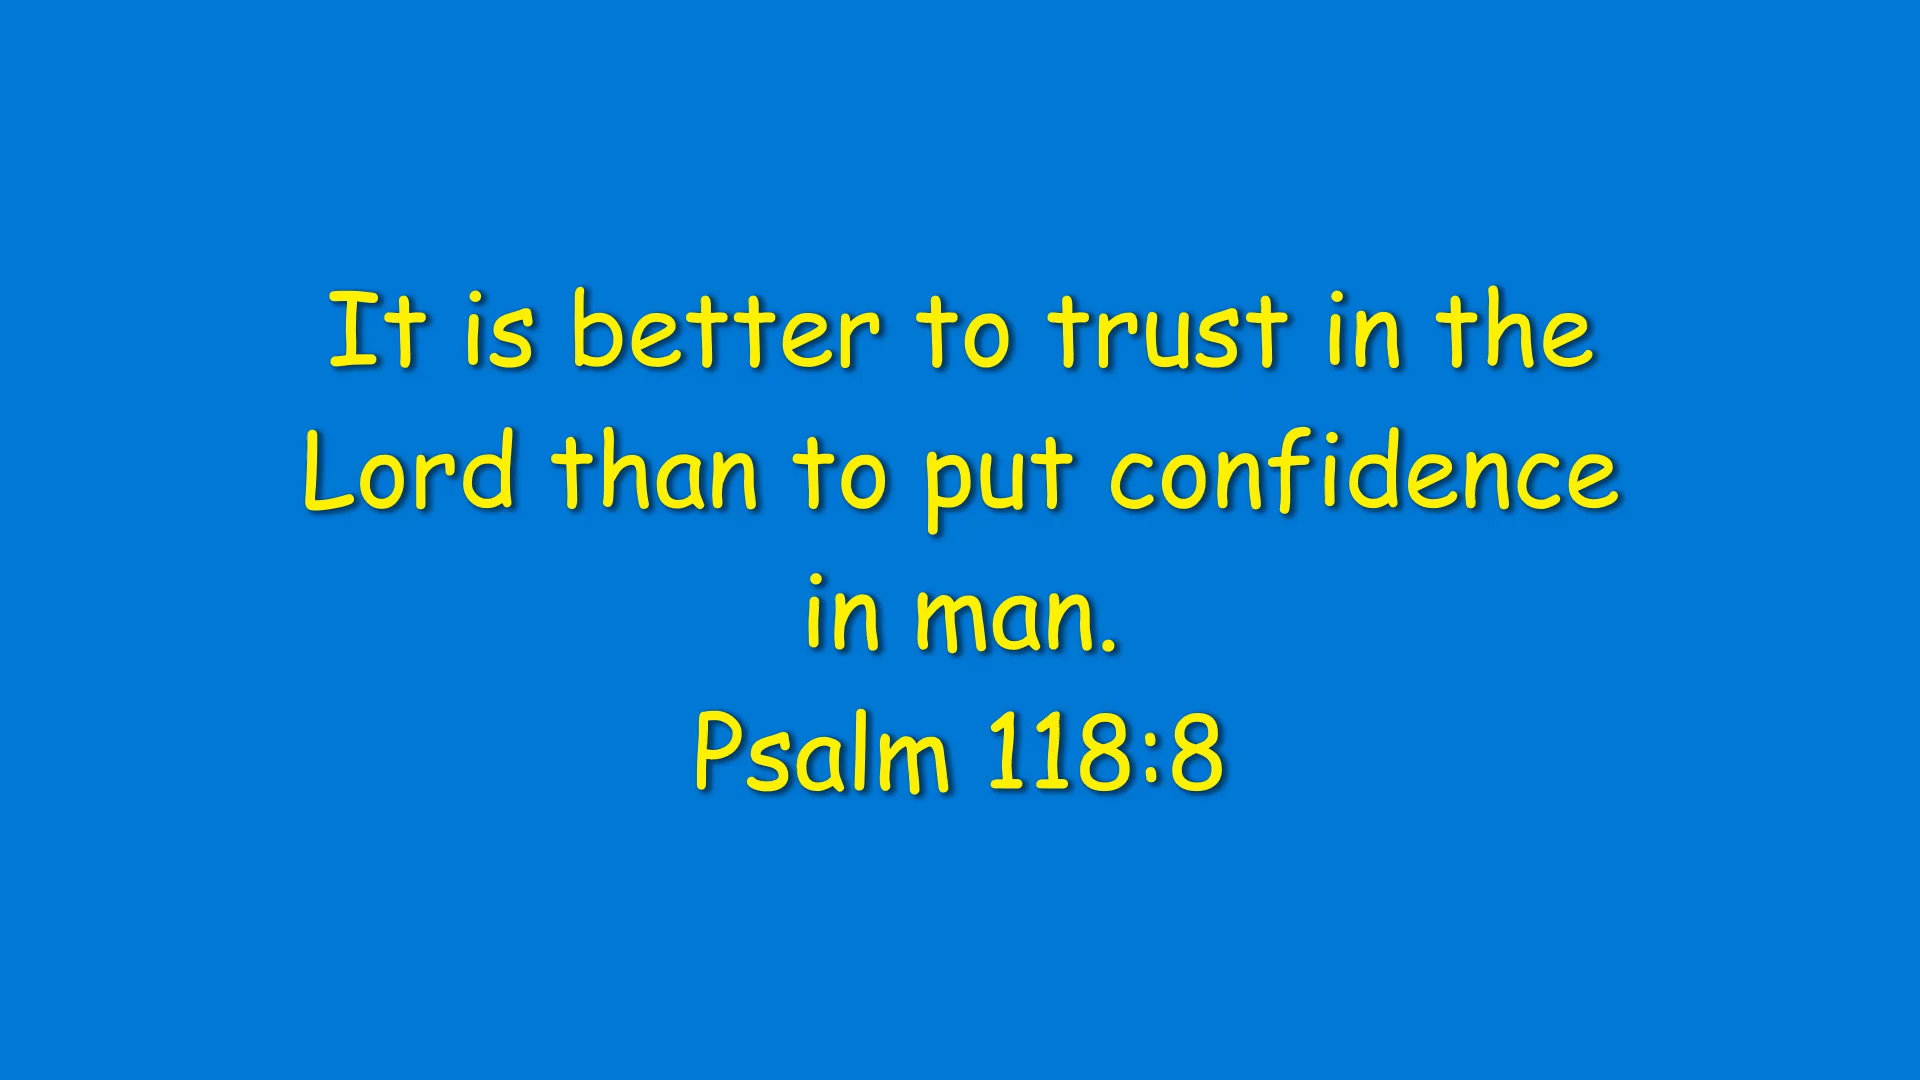 It is better to trust in the
Lord than to put confidence
in man.
Psalm 118:8